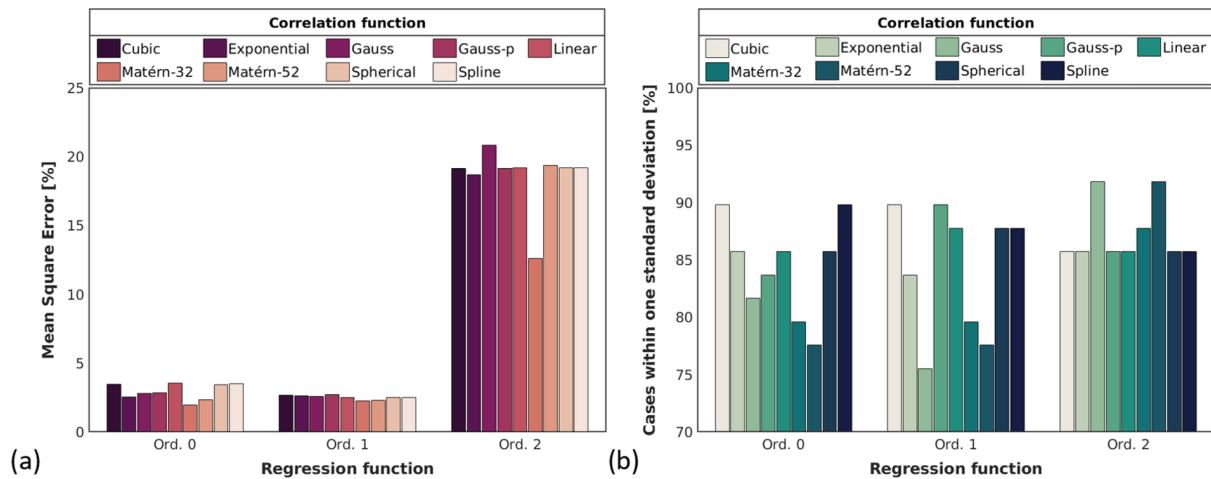 Correlation function
Cubic Exponential Gauss Gauss-p Linear
Matérn-32 Matérn-52 Spherical Spline
25
20
15
10
5
0
Mean Square Error [%]
Ord. 0 Ord. 1 Ord. 2
Regression function
(a)
Correlation function
Cubic Exponential Gauss Gauss-p Linear
Matérn-32 Matérn-52 Spherical Spline
100
95
90
85
80
75
70
Cases within one standard deviation [%]
Ord. 0 Ord. 1 Ord. 2
Regression function
(b)